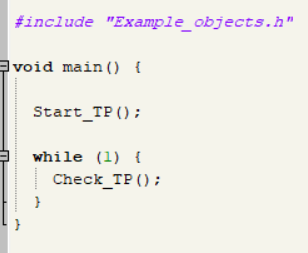 #include "Example_objects.h"
void main() {
Start_TP();
while (1) {
Check_TP();
}
}